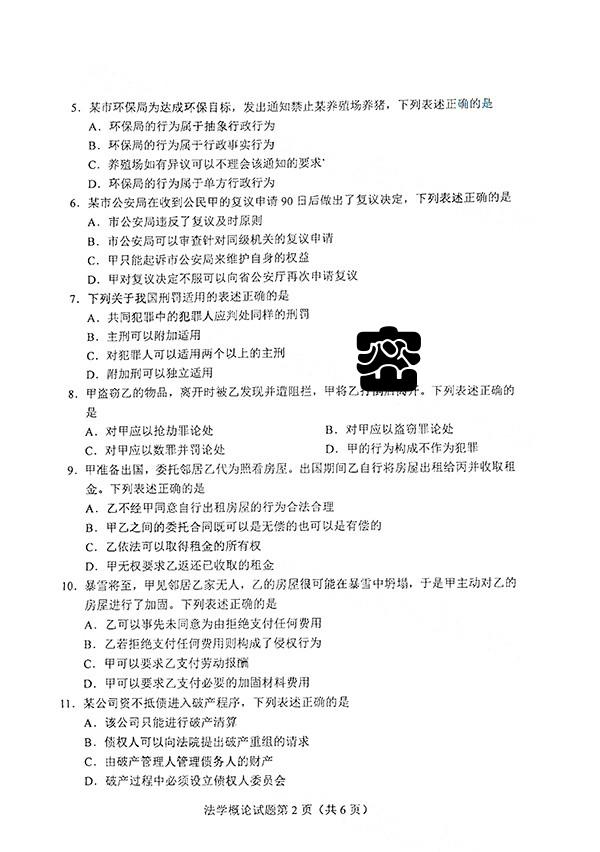 5．某市环保局为达成环保目标，发出通知禁止某养殖场养猪，下列表述正确的是
A．环保局的行为属于抽象行政行为
B．环保局的行为属于行政事实行为
C．养殖场如有异议可以不理会该通知的要求
D．环保局的行为属于单方行政行为
6．某市公安局在收到公民甲的复议申请 90 日后做出了复议决定，下列表述正确的是
A．市公安局违反了复议及时原则
B．市公安局可以审查针对同级机关的复议申请
C．甲只能起诉市公安局来维护自身的权益
D．甲对复议决定不服可以向省公安厅再次申请复议
7．下列关于我国刑罚适用的表述正确的是
A．共同犯罪中的犯罪人应判处同样的刑罚
B．主刑可以附加适用
C．对犯罪人可以适用两个以上的主刑
D．附加刑可以独立适用
8．甲盗窃乙的物品，离开时被乙发现并遭阻拦，甲将乙打倒后离开。下列表述正确的
是
A．对甲应以抢劫罪论处 B．对甲应以盗窃罪论处
C．对甲应以数罪并罚论处 D．甲的行为构成不作为犯罪
9．甲准备出国，委托邻居乙代为照看房屋。出国期间乙自行将房屋出租给丙并收取租
金。下列表述正确的是
A．乙不经甲同意自行出租房屋的行为合法合理
B．甲乙之间的委托合同既可以是无偿的也可以是有偿的
C．乙依法可以取得租金的所有权
D．甲无权要求乙返还已收取的租金
10．暴雪将至，甲见邻居乙家无人，乙的房屋很可能在暴雪中坍塌，于是甲主动对乙的
房屋进行了加固。下列表述正确的是
A．乙可以事先未同意为由拒绝支付任何费用
B．乙若拒绝支付任何费用则构成了侵权行为
C．甲可以要求乙支付劳动报酬
D．甲可以要求乙支付必要的加固材料费用
11．某公司资不抵债进入破产程序，下列表述正确的是
A．该公司只能进行破产清算
B．债权人可以向法院提出破产重组的请求
C．由破产管理人管理债务人的财产
D．破产过程中必须设立债权人委员会
法学概论试题第 2 页（共 6 页）